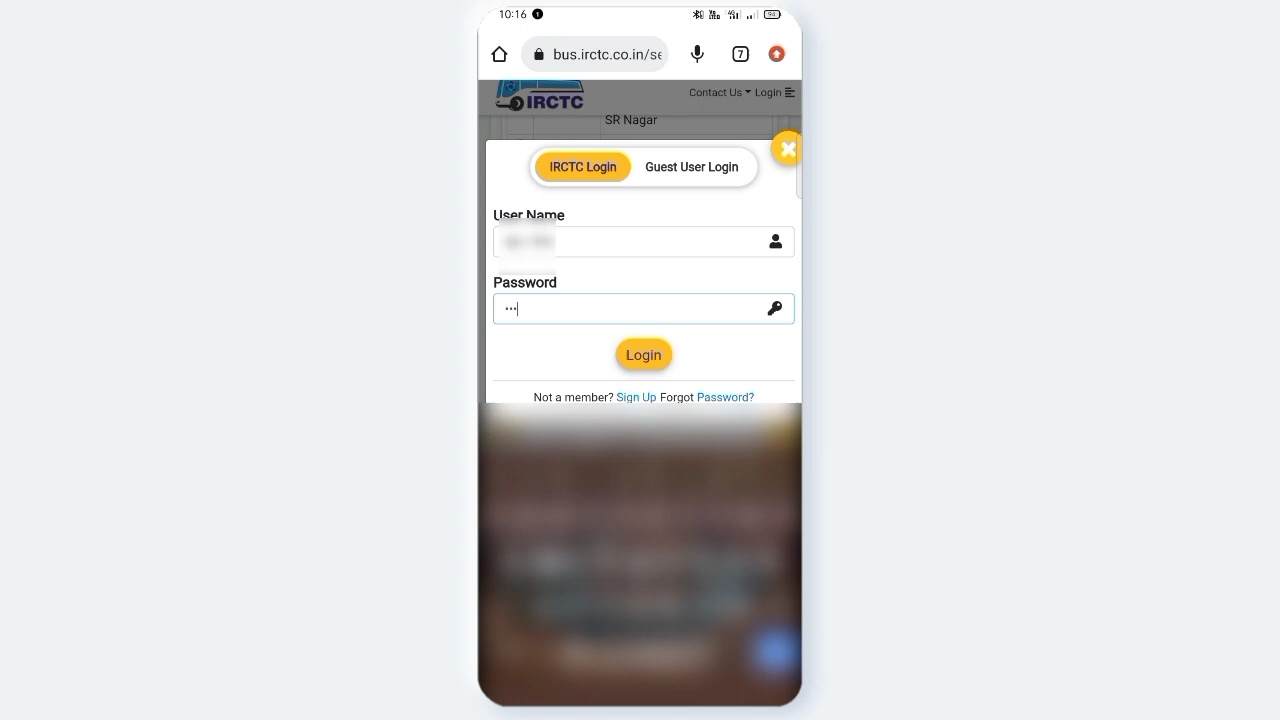 10:16
94
bus.irctc.co.in/se
7
IRCTC
Contact Us Login
SR Nagar
IRCTC Login Guest User Login
User Name
Password
Login
Not a member? Sign Up Forgot Password?